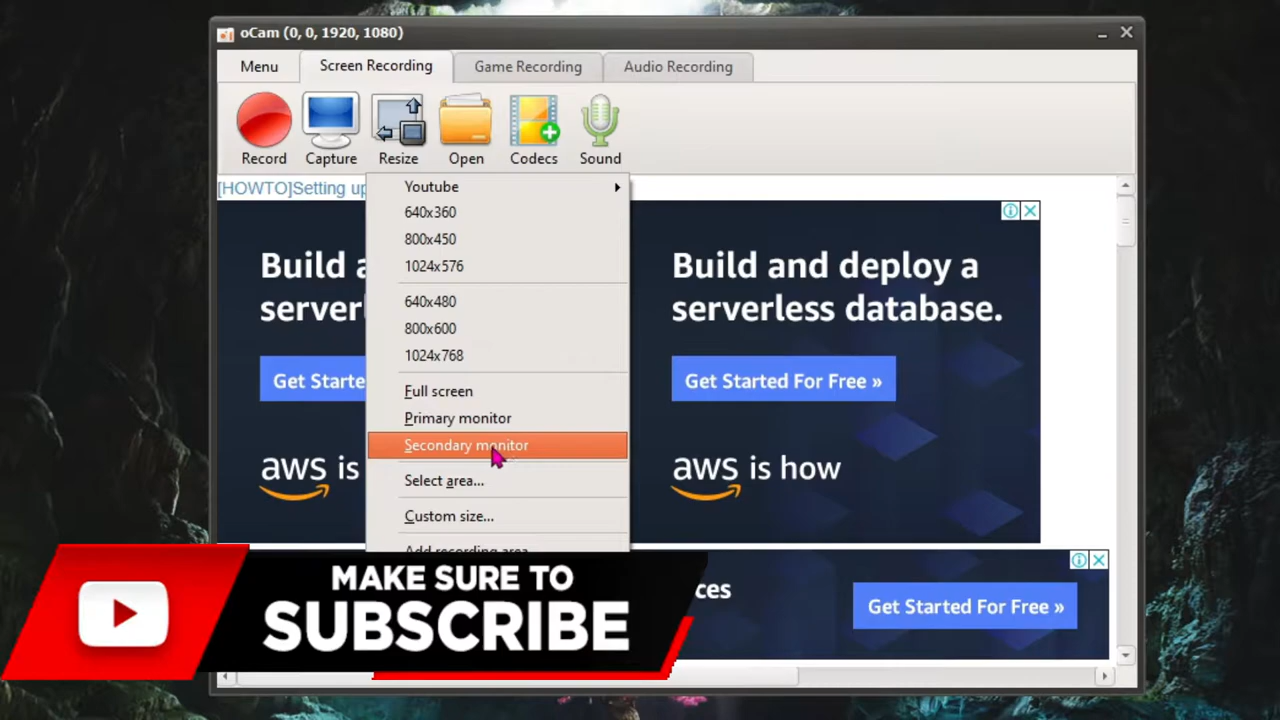 oCam (0, 0, 1920, 1080)
Menu
Screen Recording
Game Recording
Audio Recording
Record
Capture
Resize
Open
Codecs
Sound
[HOWTO]Setting up
Youtube
640x360
800x450
1024x576
640x480
800x600
1024x768
Full screen
Primary monitor
Secondary monitor
Select area...
Custom size...
Add recording area
Build a
serverl
Get Starte
aws is
Build and deploy a
serverless database.
Get Started For Free »
aws is how
ces
Get Started For Free »
MAKE SURE TO
SUBSCRIBE